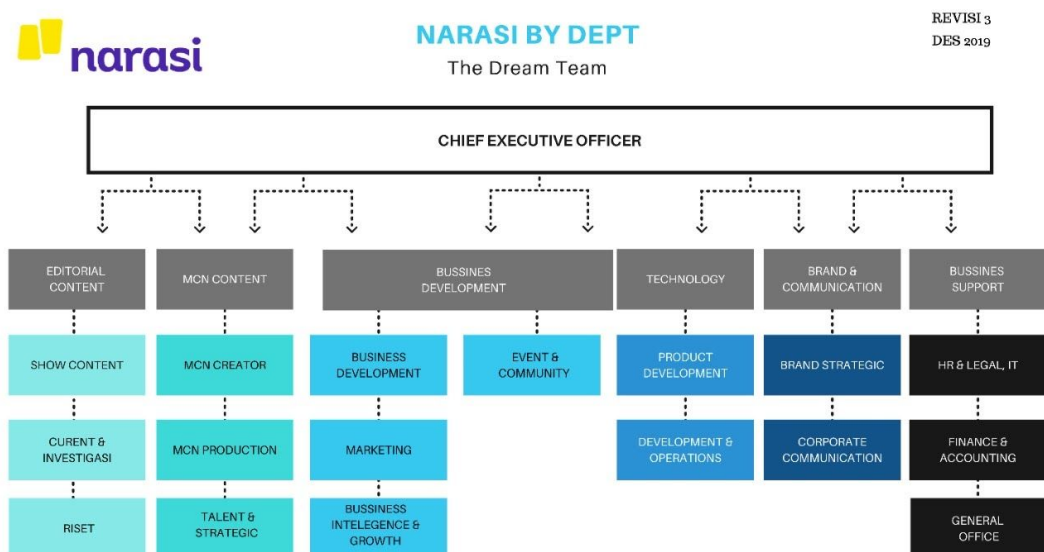 narasi
NARASI BY DEPT
The Dream Team
REVISI 3
DES 2019
CHIEF EXECUTIVE OFFICER
EDITORIAL
CONTENT
MCN CONTENT
BUSSINES
DEVELOPMENT
TECHNOLOGY
BRAND &
COMMUNICATION
BUSSINES
SUPPORT
SHOW CONTENT
MCN CREATOR
BUSINESS
DEVELOPMENT
EVENT &
COMMUNITY
PRODUCT
DEVELOPMENT
BRAND STRATEGIC
HR & LEGAL, IT
CURENT &
INVESTIGASI
MCN PRODUCTION
MARKETING
DEVELOPMENT &
OPERATIONS
CORPORATE
COMMUNICATION
FINANCE &
ACCOUNTING
RISET
TALENT &
STRATEGIC
BUSSINESS
INTELEGENCE &
GROWTH
GENERAL
OFFICE